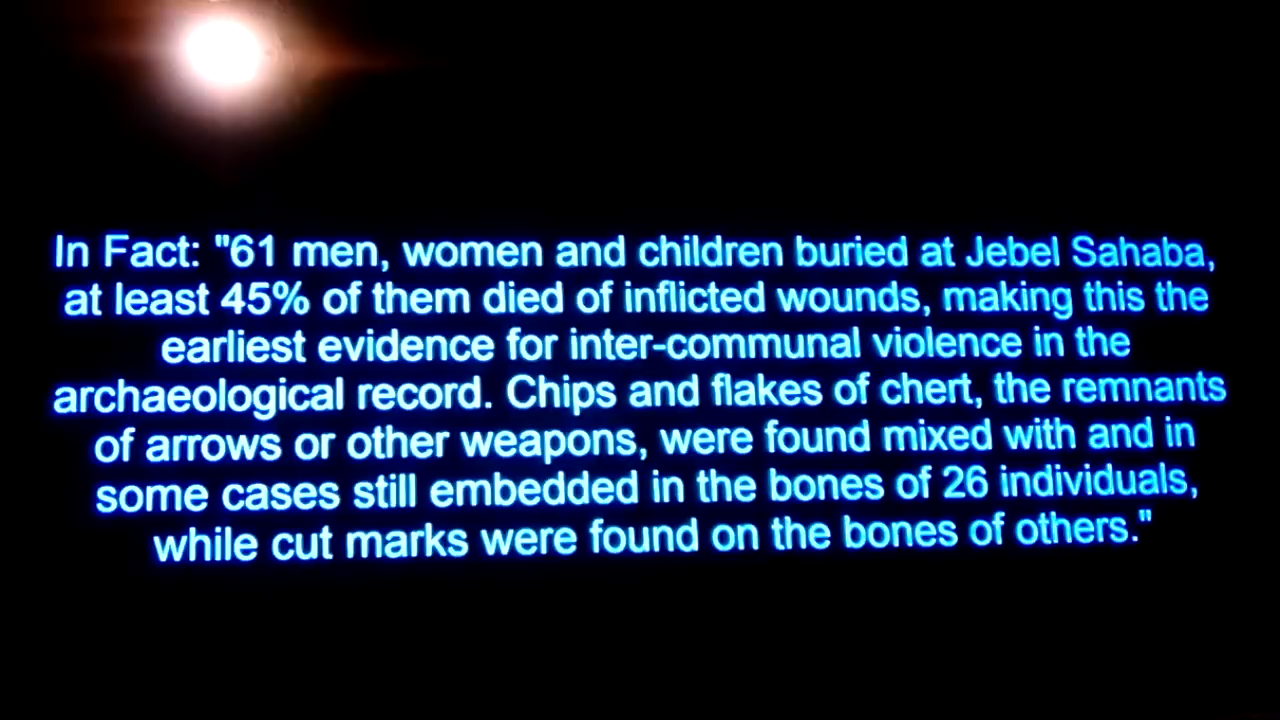 In Fact: "61 men, women and children buried at Jebel Sahaba,
at least 45% of them died of inflicted wounds, making this the
earliest evidence for inter-communal violence in the
archaeological record. Chips and flakes of chert, the remnants
of arrows or other weapons, were found mixed with and in
some cases still embedded in the bones of 26 individuals,
while cut marks were found on the bones of others."